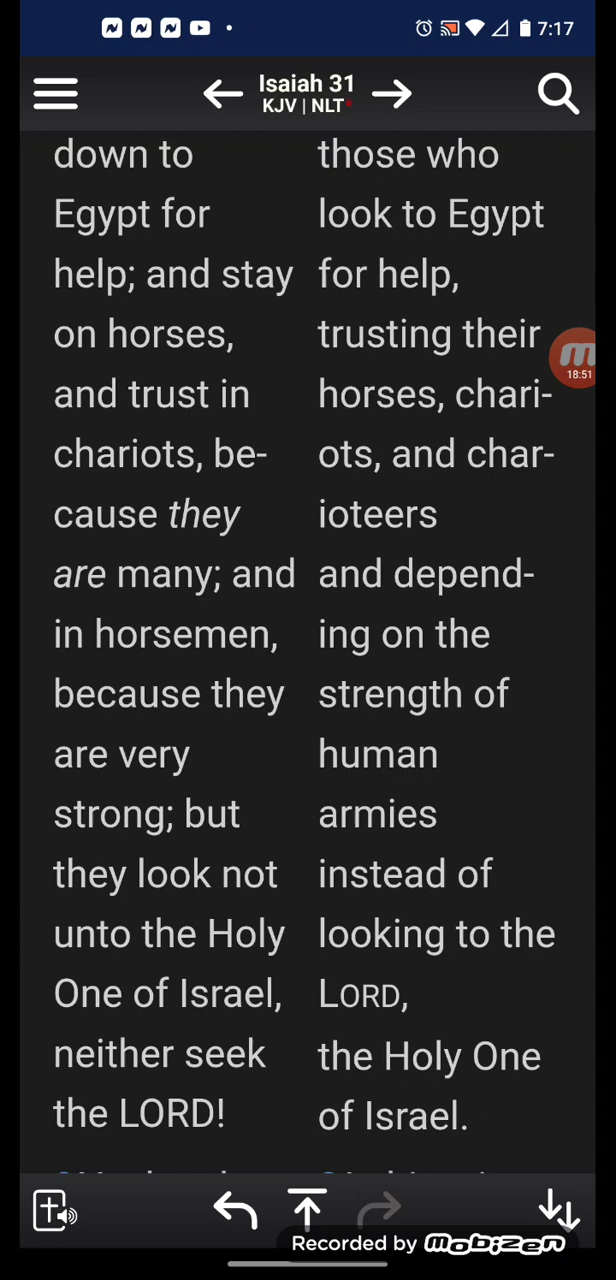 7:17
Isaiah 31
KJV | NLT*
down to
Egypt for
help; and stay
on horses,
and trust in
chariots, be-
cause they
are many; and
in horsemen,
because they
are very
strong; but
they look not
unto the Holy
One of Israel,
neither seek
the LORD!
those who
look to Egypt
for help,
trusting their
horses, chari-
ots, and char-
ioteers
and depend-
ing on the
strength of
human
armies
instead of
looking to the
LORD,
the Holy One
of Israel.
18:51
Recorded by mobizen